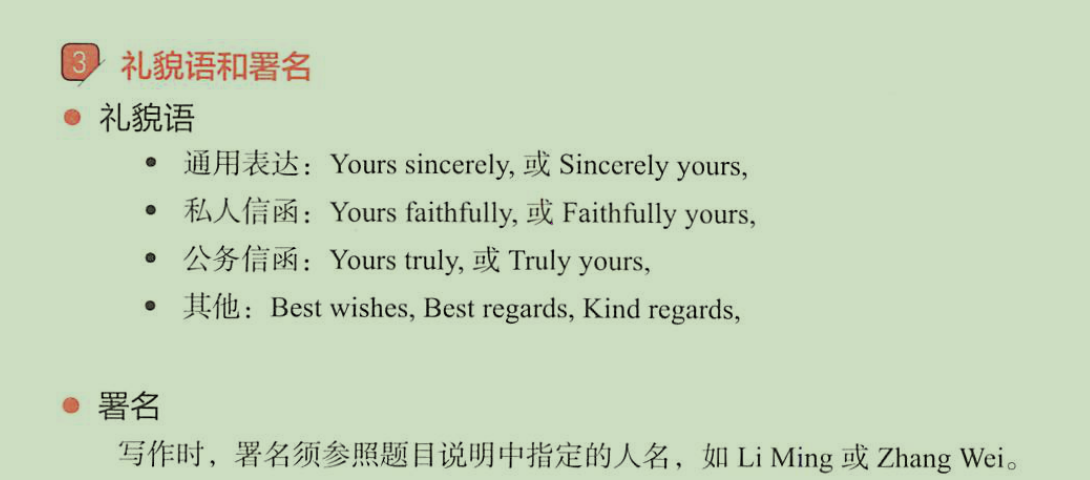 3 礼貌语和署名
● 礼貌语
• 通用表达：Yours sincerely, 或 Sincerely yours,
• 私人信函：Yours faithfully, 或 Faithfully yours,
• 公务信函：Yours truly, 或 Truly yours,
• 其他：Best wishes, Best regards, Kind regards,
● 署名
写作时，署名须参照题目说明中指定的人名，如 Li Ming 或 Zhang Wei。